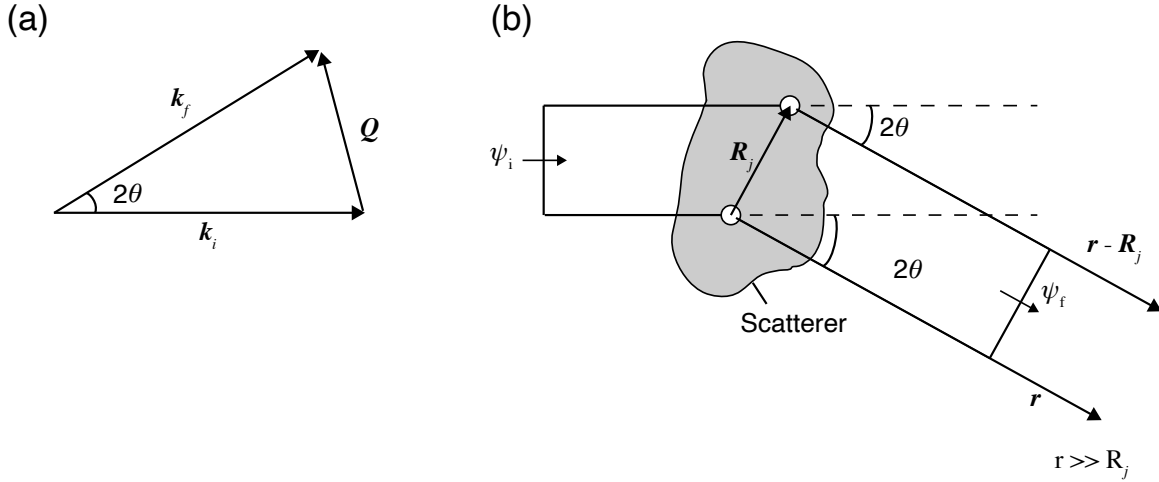 (a)
k_f
Q
2θ
k_i
(b)
ψ_i
R_j
2θ
2θ
r - R_j
ψ_f
Scatterer
r
r >> R_j